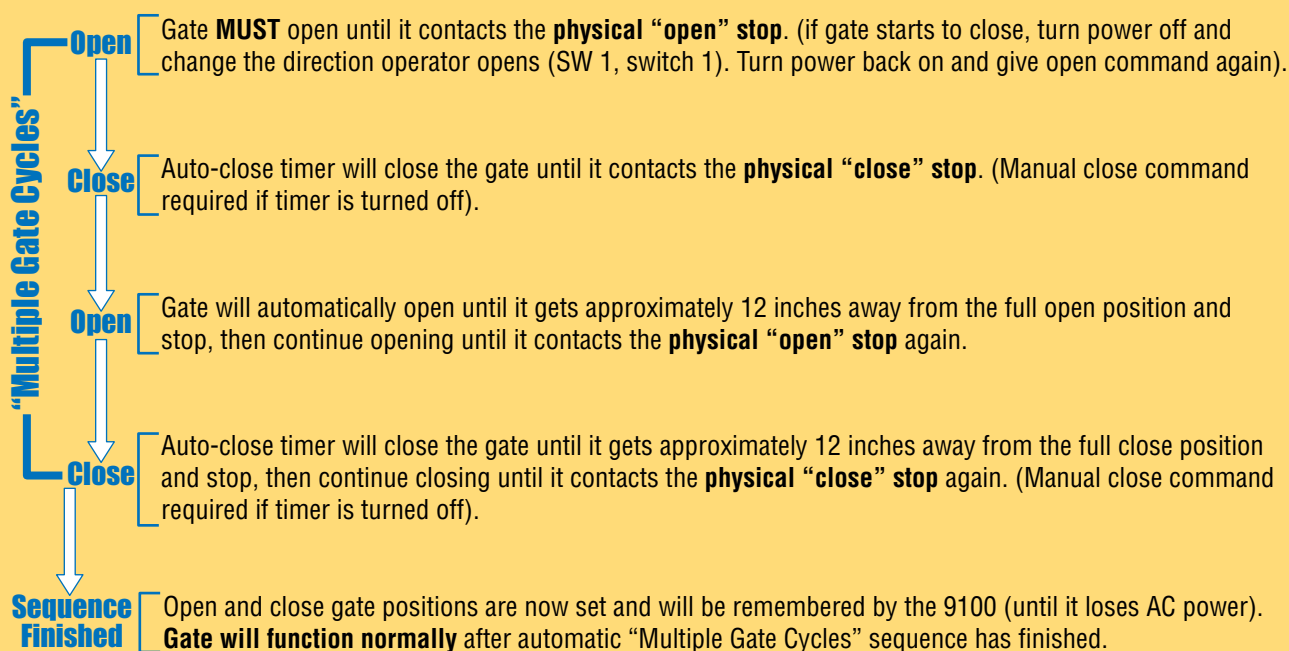 "Multiple Gate Cycles"
Open
Gate MUST open until it contacts the physical “open” stop. (if gate starts to close, turn power off and
change the direction operator opens (SW 1, switch 1). Turn power back on and give open command again).
Close
Auto-close timer will close the gate until it contacts the physical “close” stop. (Manual close command
required if timer is turned off).
Open
Gate will automatically open until it gets approximately 12 inches away from the full open position and
stop, then continue opening until it contacts the physical “open” stop again.
Close
Auto-close timer will close the gate until it gets approximately 12 inches away from the full close position
and stop, then continue closing until it contacts the physical “close” stop again. (Manual close command
required if timer is turned off).
Sequence
Finished
Open and close gate positions are now set and will be remembered by the 9100 (until it loses AC power).
Gate will function normally after automatic “Multiple Gate Cycles” sequence has finished.